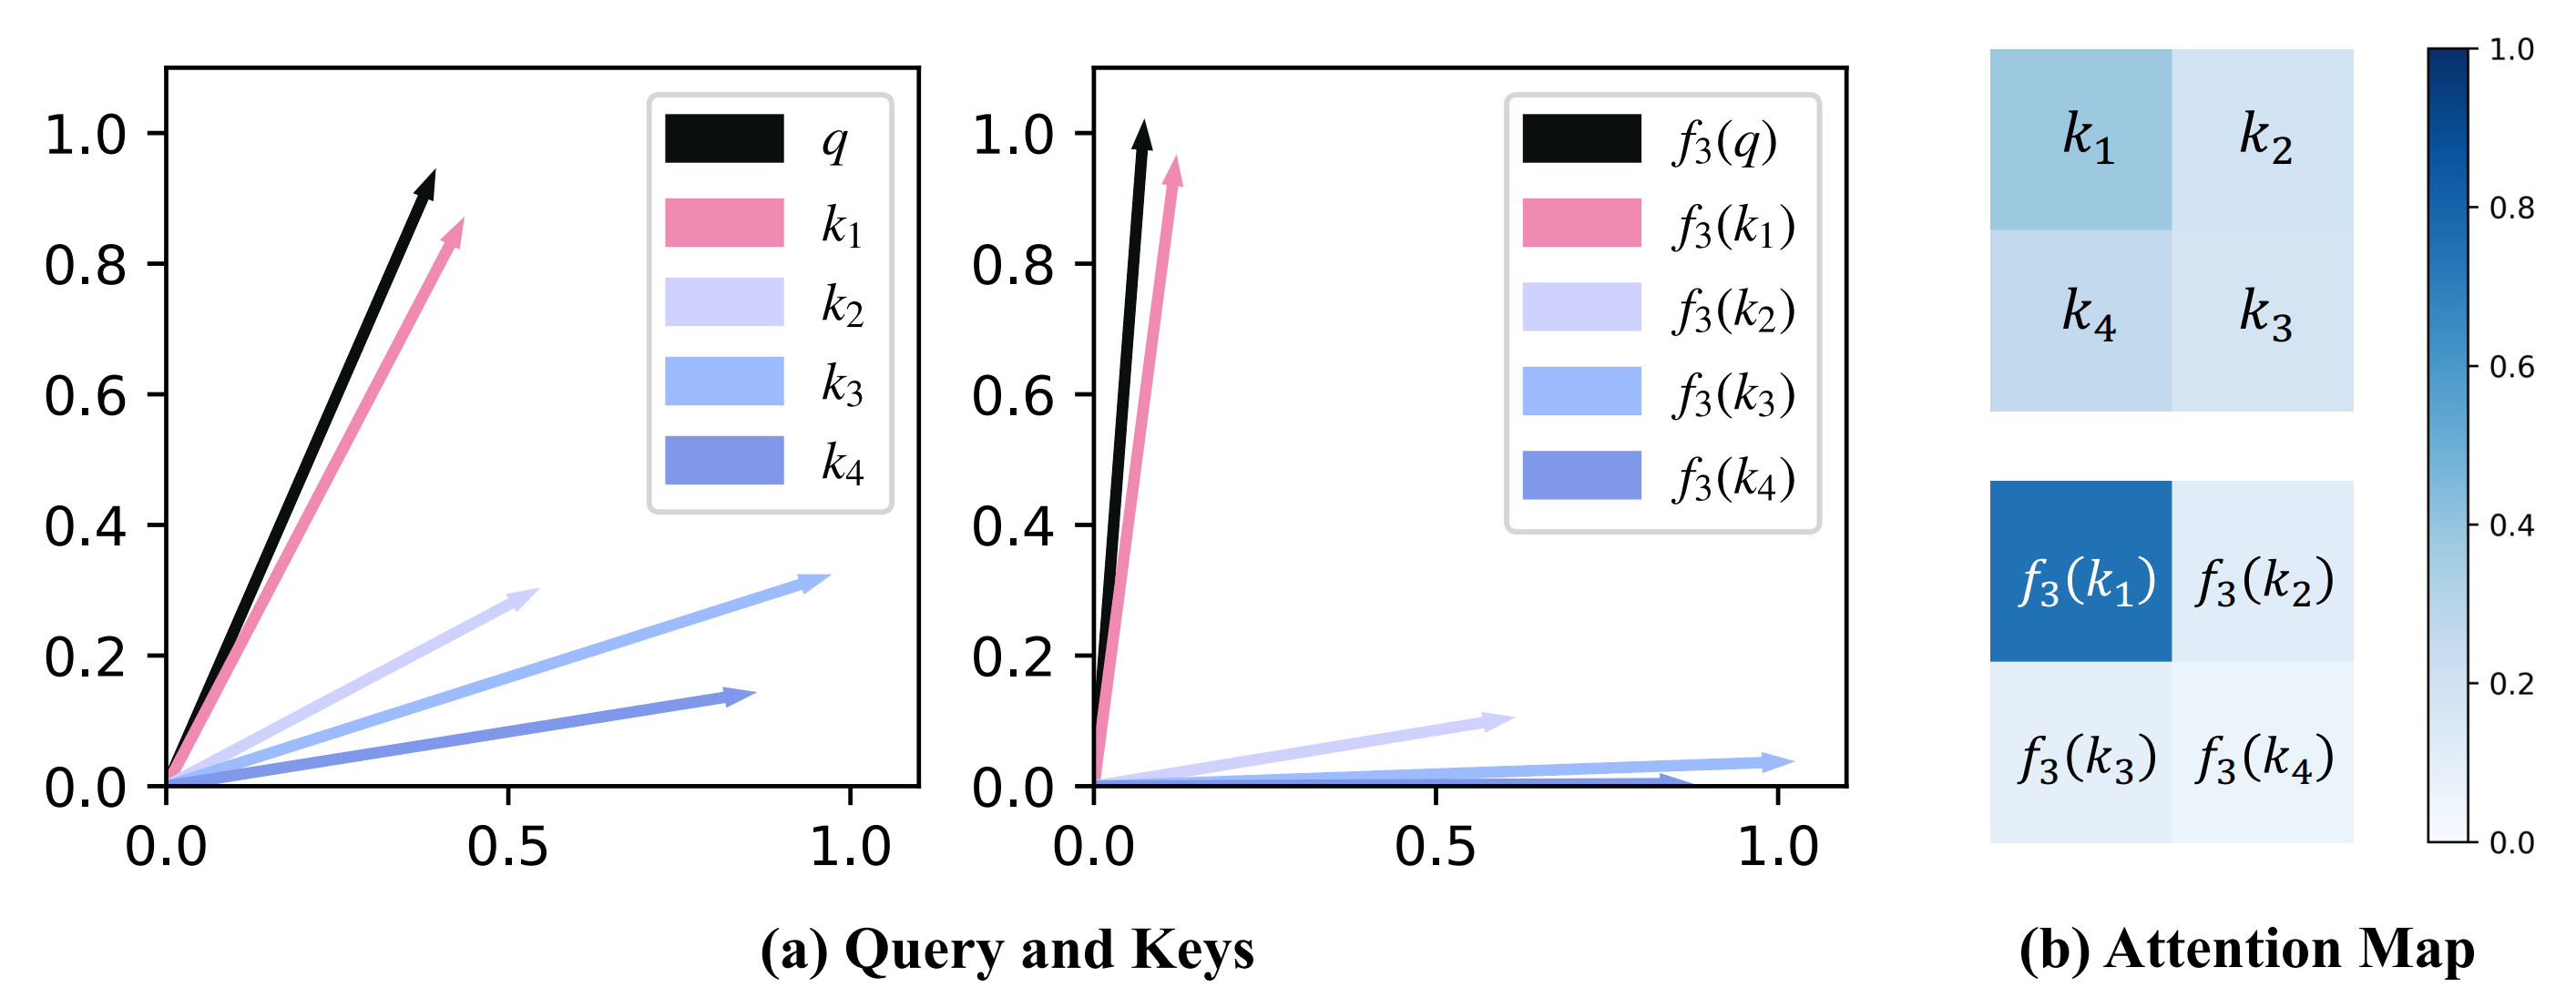 1.0
0.8
0.6
0.4
0.2
0.0
0.0 0.5 1.0
q
k₁
k₂
k₃
k₄
1.0
0.8
0.6
0.4
0.2
0.0
0.0 0.5 1.0
f₃(q)
f₃(k₁)
f₃(k₂)
f₃(k₃)
f₃(k₄)
(a) Query and Keys
k₁ k₂
k₄ k₃
f₃(k₁) f₃(k₂)
f₃(k₃) f₃(k₄)
1.0
0.8
0.6
0.4
0.2
0.0
(b) Attention Map